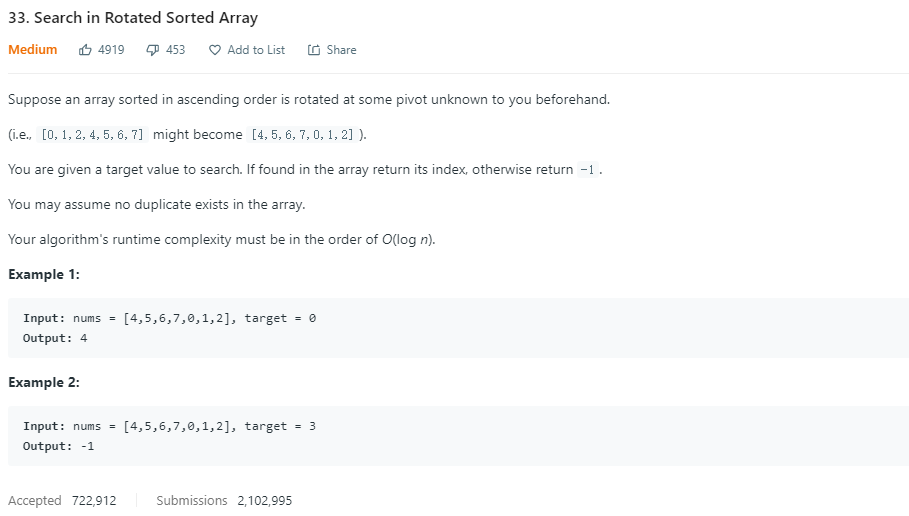 33. Search in Rotated Sorted Array
Medium 4919 453 Add to List Share
Suppose an array sorted in ascending order is rotated at some pivot unknown to you beforehand.
(i.e., [0, 1, 2, 4, 5, 6, 7] might become [4, 5, 6, 7, 0, 1, 2] ).
You are given a target value to search. If found in the array return its index, otherwise return -1 .
You may assume no duplicate exists in the array.
Your algorithm's runtime complexity must be in the order of O(log n).
Example 1:
Input: nums = [4,5,6,7,0,1,2], target = 0
Output: 4
Example 2:
Input: nums = [4,5,6,7,0,1,2], target = 3
Output: -1
Accepted 722,912 Submissions 2,102,995